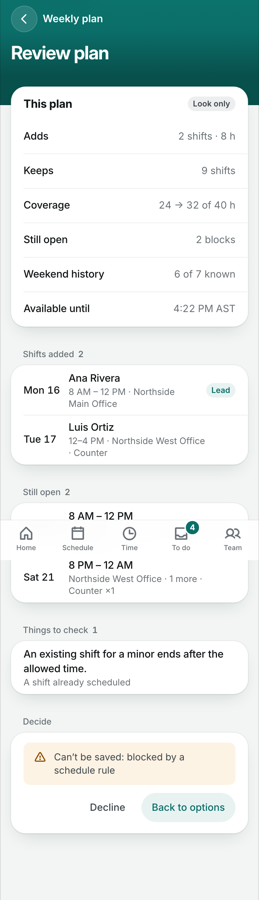 Weekly plan
Review plan
This plan
Look only
Adds
2 shifts · 8 h
Keeps
9 shifts
Coverage
24 → 32 of 40 h
Still open
2 blocks
Weekend history
6 of 7 known
Available until
4:22 PM AST
Shifts added 2
Mon 16
Ana Rivera
8 AM – 12 PM · Northside
Main Office
Lead
Tue 17
Luis Ortiz
12–4 PM · Northside West Office
· Counter
Still open 2
8 AM – 12 PM
Home
Schedule
Time
4
To do
Team
Sat 21
8 PM – 12 AM
Northside West Office · 1 more ·
Counter ×1
Things to check 1
An existing shift for a minor ends after the
allowed time.
A shift already scheduled
Decide
Can't be saved: blocked by a
schedule rule
Decline
Back to options